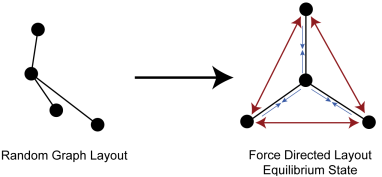 Random Graph Layout
Force Directed Layout
Equilibrium State